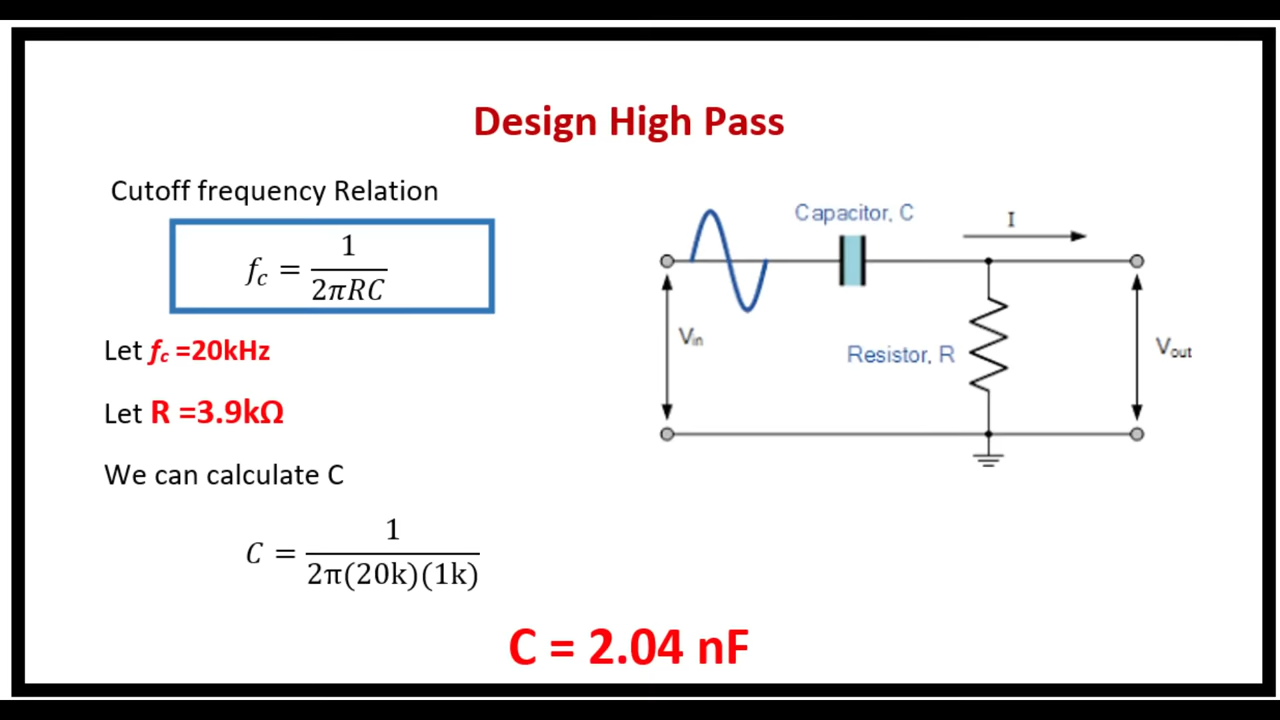 Design High Pass
Cutoff frequency Relation
f_c = 1 / 2πRC
Let f_c =20kHz
Let R =3.9kΩ
We can calculate C
C = 1 / 2π(20k)(1k)
C = 2.04 nF
Capacitor, C
I
V_in
Resistor, R
V_out